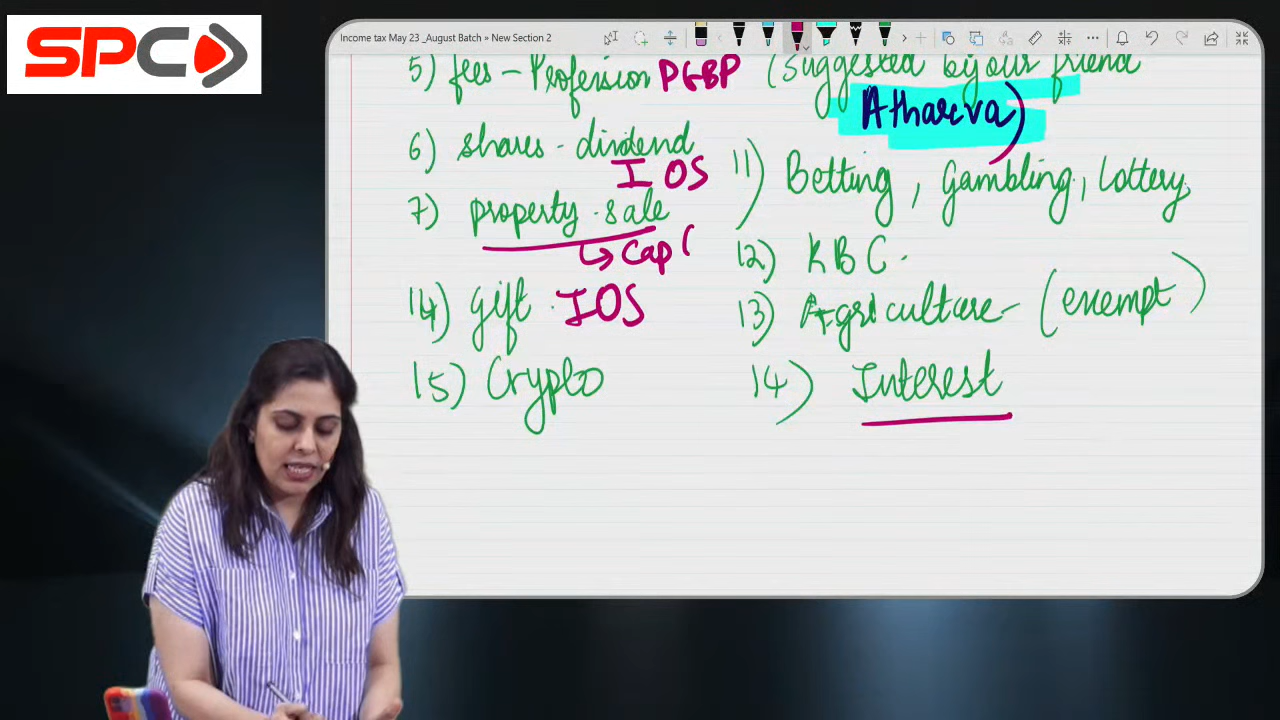 SPC
Income tax May 23 _August Batch » New Section 2
5) fees - Profession PGBP
6) shares - dividend
I OS
7) property sale
↳ Cap G
14) gift . IOS
15) Crypto
(Suggested by our friend
Athareva)
11) Betting, Gambling, Lottery,
12) KBC.
13) Agriculture - (exempt)
14) Interest